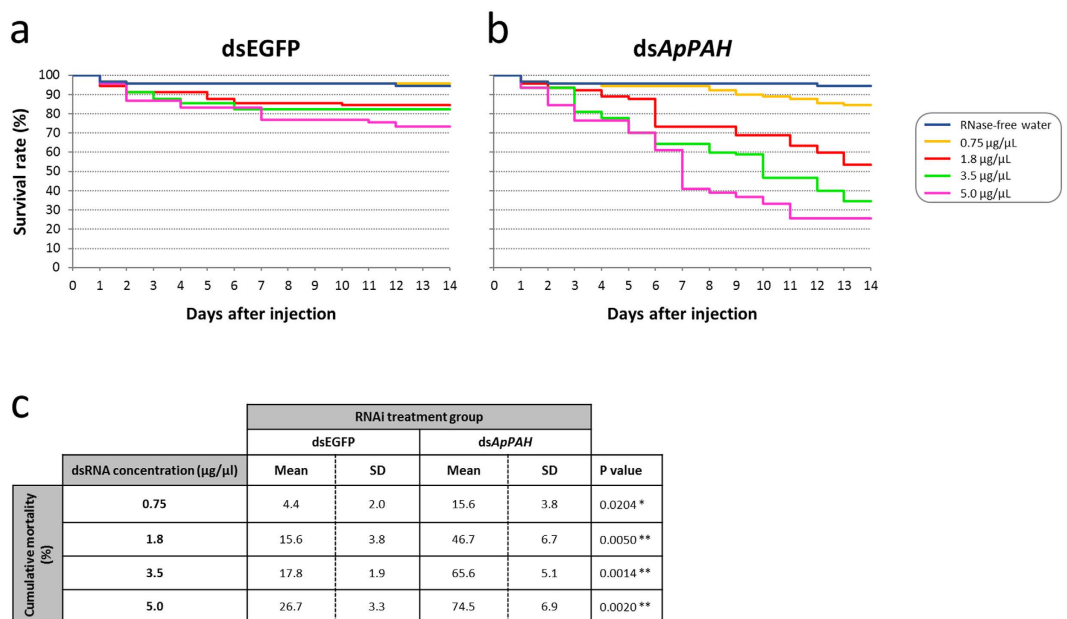 a
dsEGFP
Survival rate (%)
100
90
80
70
60
50
40
30
20
10
0
0 1 2 3 4 5 6 7 8 9 10 11 12 13 14
Days after injection
b
dsApPAH
100
90
80
70
60
50
40
30
20
10
0
0 1 2 3 4 5 6 7 8 9 10 11 12 13 14
Days after injection
RNase-free water
0.75 µg/µL
1.8 µg/µL
3.5 µg/µL
5.0 µg/µL
c
RNAi treatment group
dsEGFP dsApPAH
dsRNA concentration (µg/µl) Mean SD Mean SD P value
Cumulative mortality (%)
0.75 4.4 2.0 15.6 3.8 0.0204 *
1.8 15.6 3.8 46.7 6.7 0.0050 **
3.5 17.8 1.9 65.6 5.1 0.0014 **
5.0 26.7 3.3 74.5 6.9 0.0020 **